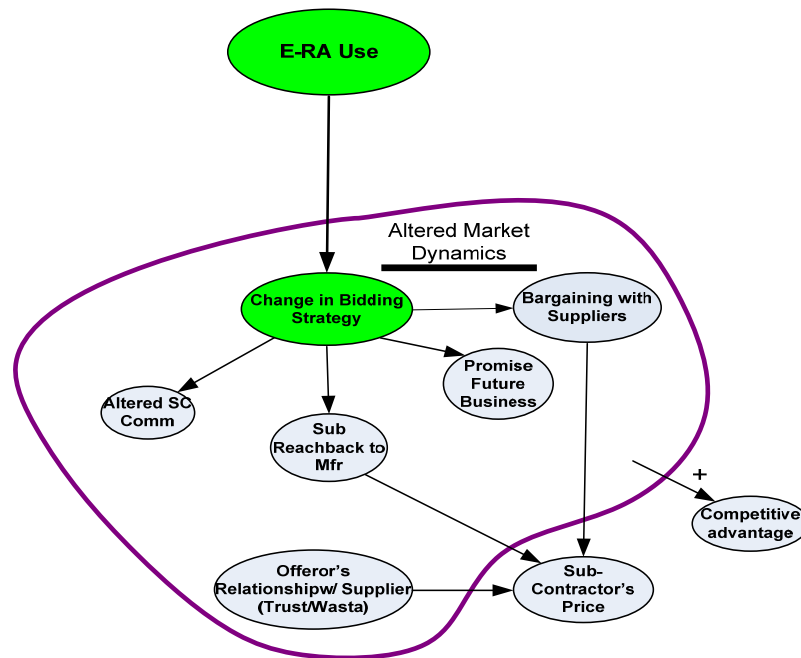 E-RA Use
Altered Market
Dynamics
Change in Bidding
Strategy
Bargaining with
Suppliers
Promise
Future
Business
Altered SC
Comm
Sub
Reachback to
Mfr
+
Competitive
advantage
Offeror's
Relationshipw/ Supplier
(Trust/Wasta)
Sub-
Contractor's
Price